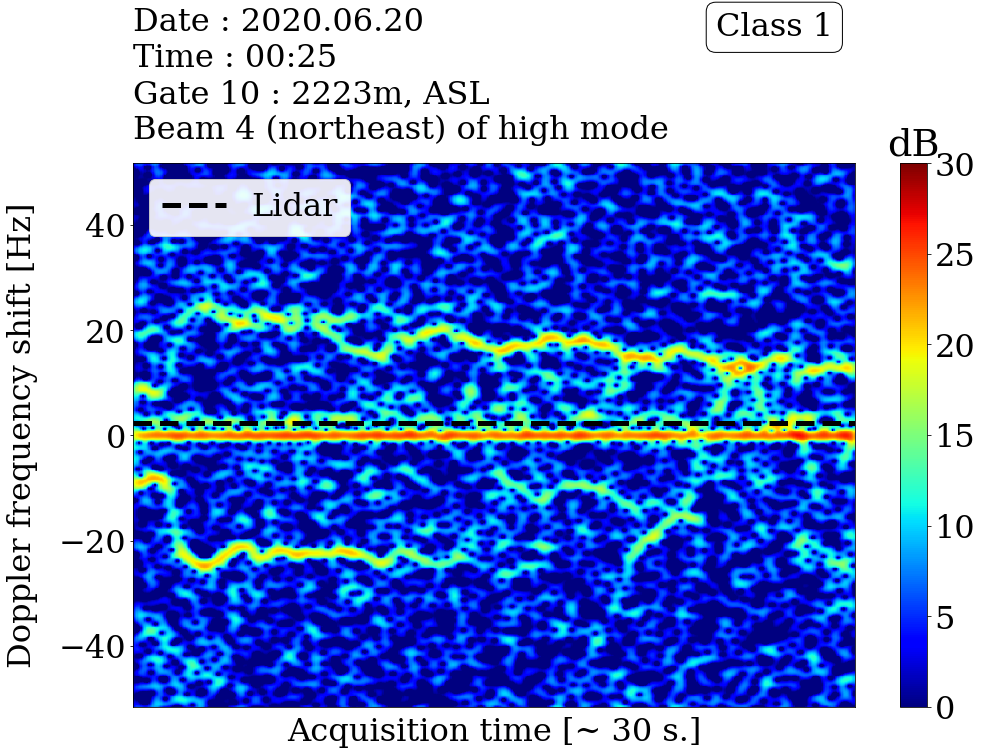 Date : 2020.06.20
Class 1
Time : 00:25
Gate 10 : 2223m, ASL
Beam 4 (northeast) of high mode
dB
30
25
20
15
10
5
0
Lidar
Doppler frequency shift [Hz]
40
20
0
−20
−40
Acquisition time [~ 30 s.]